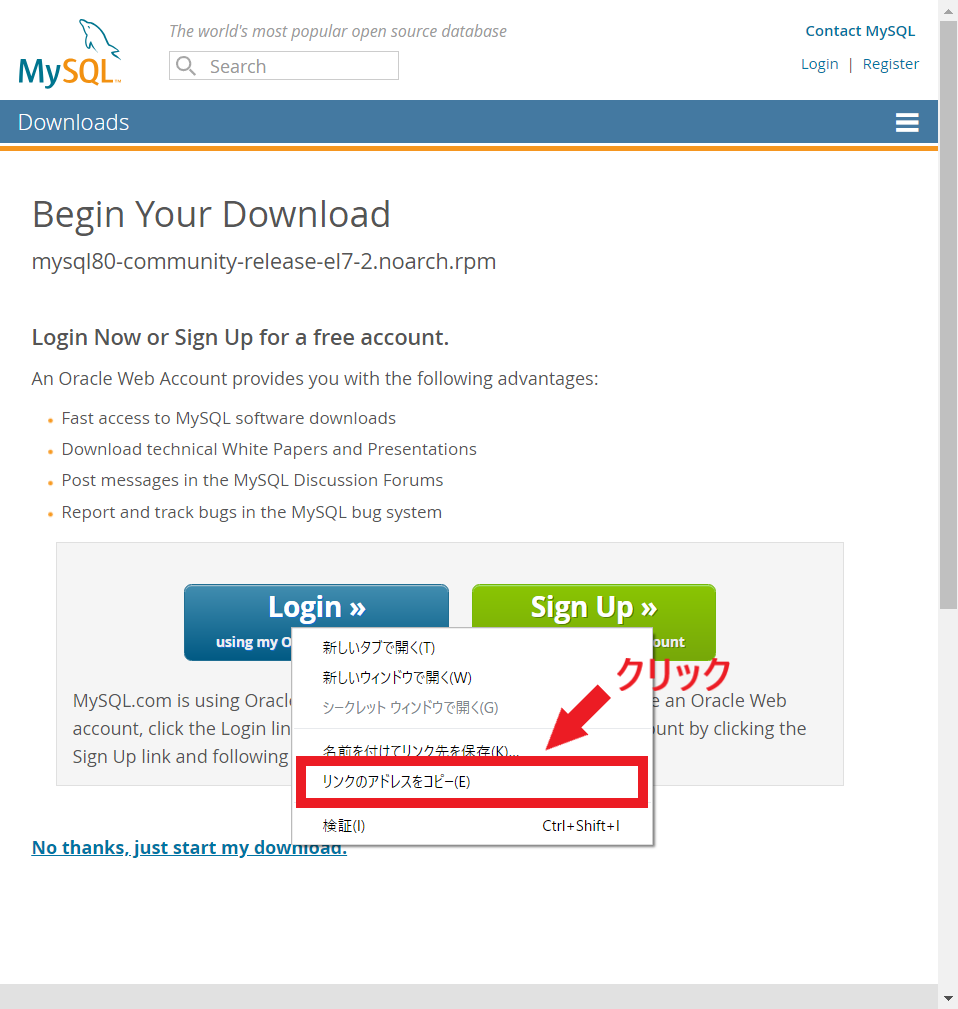 The world's most popular open source database
Contact MySQL
MySQL™
Search
Login | Register
Downloads
Begin Your Download
mysql80-community-release-el7-2.noarch.rpm
Login Now or Sign Up for a free account.
An Oracle Web Account provides you with the following advantages:
Fast access to MySQL software downloads
Download technical White Papers and Presentations
Post messages in the MySQL Discussion Forums
Report and track bugs in the MySQL bug system
Login »
using my O
Sign Up »
ount
新しいタブで開く(T)
新しいウィンドウで開く(W)
シークレット ウィンドウで開く(G)
名前を付けてリンク先を保存(K)...
リンクのアドレスをコピー(E)
検証(I) Ctrl+Shift+I
クリック
MySQL.com is using Oracle
e an Oracle Web
account, click the Login lin
ount by clicking the
Sign Up link and following
No thanks, just start my download.